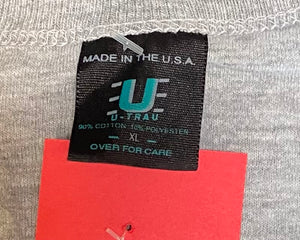 MADE IN THE U.S.A.
U
U-TRAU
90% COTTON 10% POLYESTER
XL
OVER FOR CARE